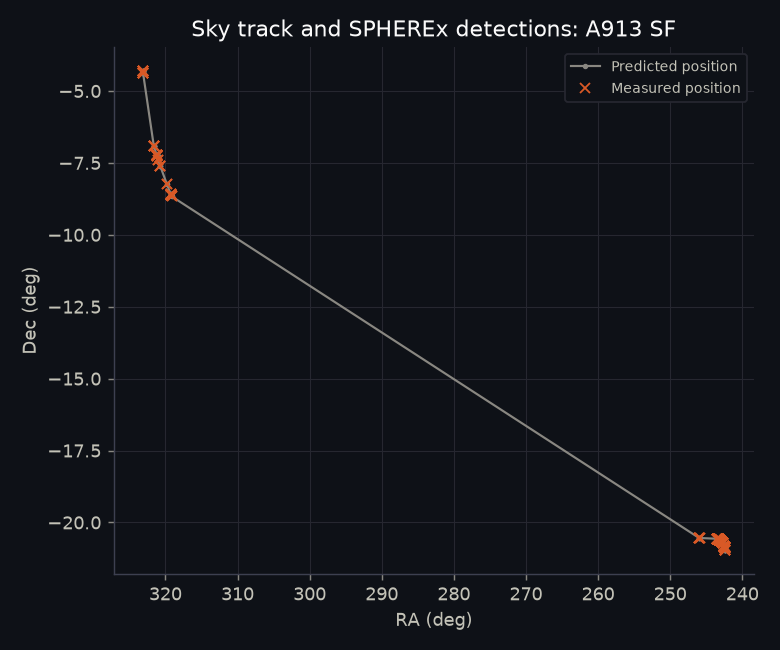 Sky track and SPHEREx detections: A913 SF
Predicted position
Measured position
−5.0
−7.5
−10.0
−12.5
−15.0
−17.5
−20.0
Dec (deg)
320 310 300 290 280 270 260 250 240
RA (deg)